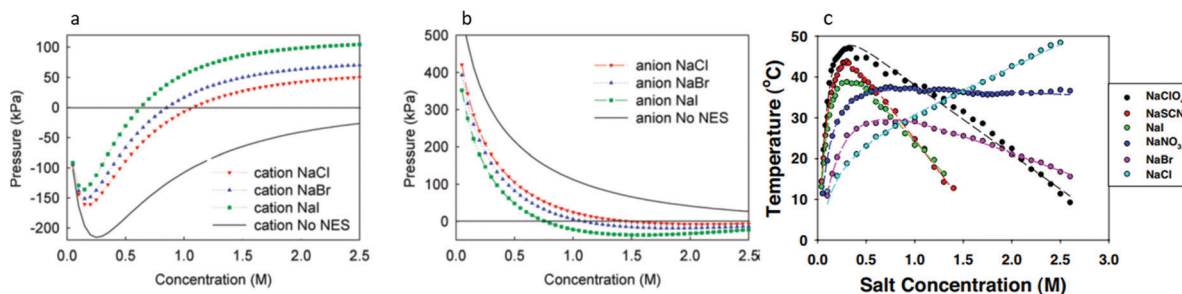 a
Pressure (kPa)
100
50
0
-50
-100
-150
-200
cation NaCl
cation NaBr
cation NaI
cation No NES
0.0 0.5 1.0 1.5 2.0 2.5
Concentration (M)
b
Pressure (kPa)
500
400
300
200
100
0
anion NaCl
anion NaBr
anion NaI
anion No NES
0.0 0.5 1.0 1.5 2.0 2.5
Concentration (M)
c
Temperature (°C)
50
40
30
20
10
0
0.0 0.5 1.0 1.5 2.0 2.5 3.0
Salt Concentration (M)
NaSCN
NaI
NaNO3
NaBr
NaCl